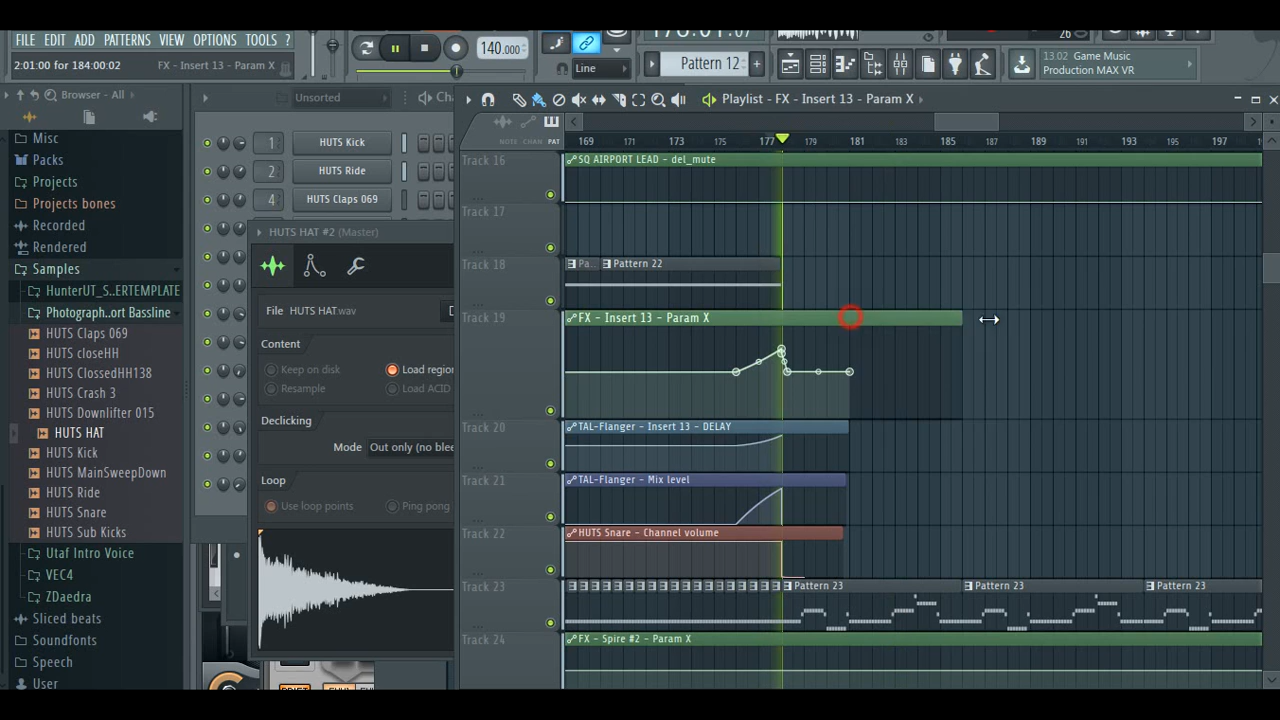 FILE EDIT ADD PATTERNS VIEW OPTIONS TOOLS ?
2:01:00 for 184:00:02
FX - Insert 13 - Param X
140.000
Line
Pattern 12
26
13:02 Game Music
Production MAX VR
Browser - All
Unsorted
Playlist - FX - Insert 13 - Param X
NOTE CHAN PAT
169 171 173 175 177 179 181 183 185 187 189 191 193 195 197
Misc
Packs
Projects
Projects bones
Recorded
Rendered
Samples
HunterUT_S..ERTEMPLATE
Photograph..ort Bassline
HUTS Claps 069
HUTS closeHH
HUTS ClossedHH138
HUTS Crash 3
HUTS Downlifter 015
HUTS HAT
HUTS Kick
HUTS MainSweepDown
HUTS Ride
HUTS Snare
HUTS Sub Kicks
Utaf Intro Voice
VEC4
ZDaedra
Sliced beats
Soundfonts
Speech
User
1 HUTS Kick
2 HUTS Ride
4 HUTS Claps 069
HUTS HAT #2 (Master)
File HUTS HAT.wav
Content
Keep on disk
Load region
Resample
Load ACID
Declicking
Mode Out only (no blee
Loop
Use loop points
Ping pong
Track 16
SQ AIRPORT LEAD - del_mute
Track 17
Track 18
Pa..
Pattern 22
Track 19
FX - Insert 13 - Param X
Track 20
TAL-Flanger - Insert 13 - DELAY
Track 21
TAL-Flanger - Mix level
Track 22
HUTS Snare - Channel volume
Track 23
Pattern 23
Pattern 23
Pattern 23
Track 24
FX - Spire #2 - Param X